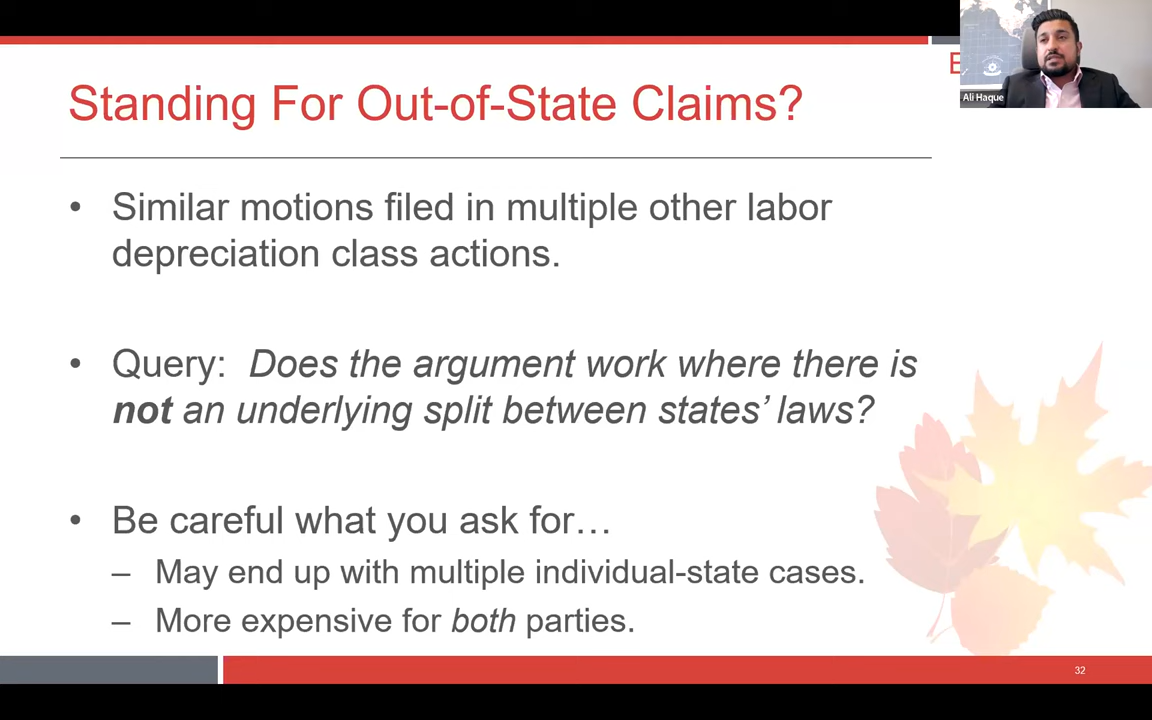 Standing For Out-of-State Claims?
Ali Haque
• Similar motions filed in multiple other labor
depreciation class actions.
• Query: Does the argument work where there is
not an underlying split between states’ laws?
• Be careful what you ask for…
– May end up with multiple individual-state cases.
– More expensive for both parties.
32